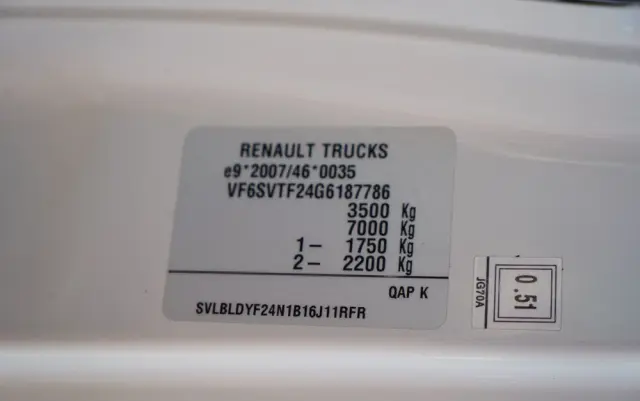 RENAULT TRUCKS
e9*2007/46*0035
VF6SVTF24G6187786
3500 Kg
7000 Kg
1- 1750 Kg
2- 2200 Kg
QAP K
SVLBLDYF24N1B16J11RFR
JG70A
0.51